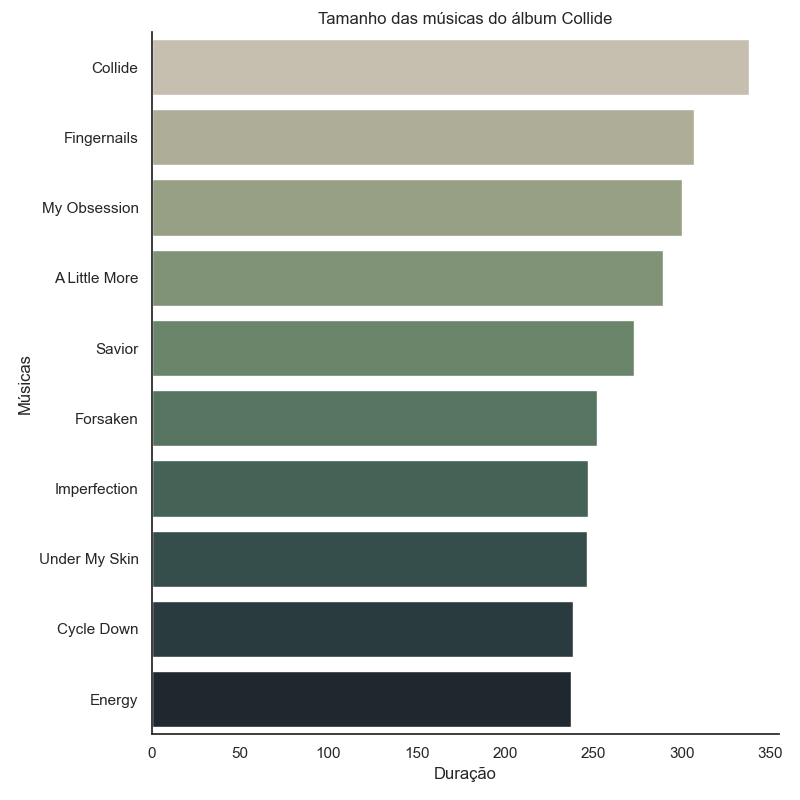 Tamanho das músicas do álbum Collide
Músicas
Collide
Fingernails
My Obsession
A Little More
Savior
Forsaken
Imperfection
Under My Skin
Cycle Down
Energy
0 50 100 150 200 250 300 350
Duração